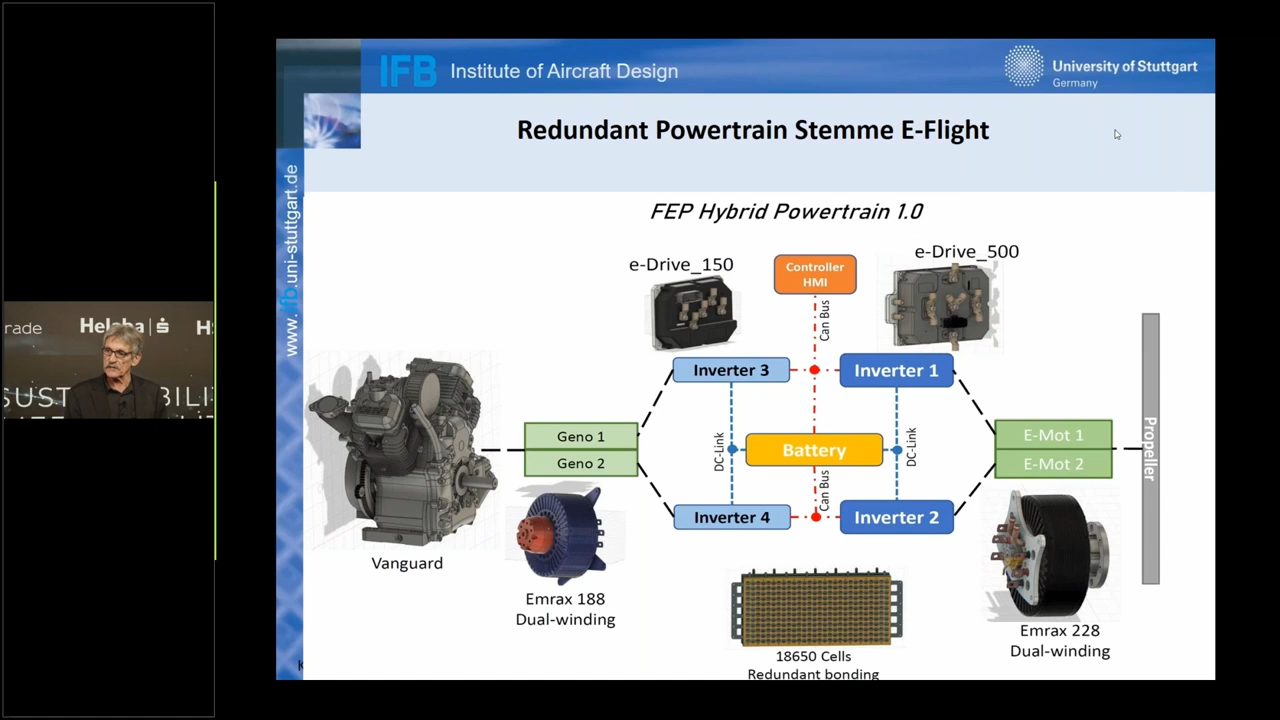 IFB Institute of Aircraft Design
University of Stuttgart
Germany
Redundant Powertrain Stemme E-Flight
www.ifb.uni-stuttgart.de
FEP Hybrid Powertrain 1.0
e-Drive_150
Controller
HMI
e-Drive_500
Can Bus
Inverter 3
Inverter 1
rade
Helaba
H
SUST
BILI
Geno 1
Geno 2
DC-Link
Battery
DC-Link
E-Mot 1
E-Mot 2
Propeller
Can Bus
Inverter 4
Inverter 2
Vanguard
Emrax 188
Dual-winding
18650 Cells
Redundant bonding
Emrax 228
Dual-winding